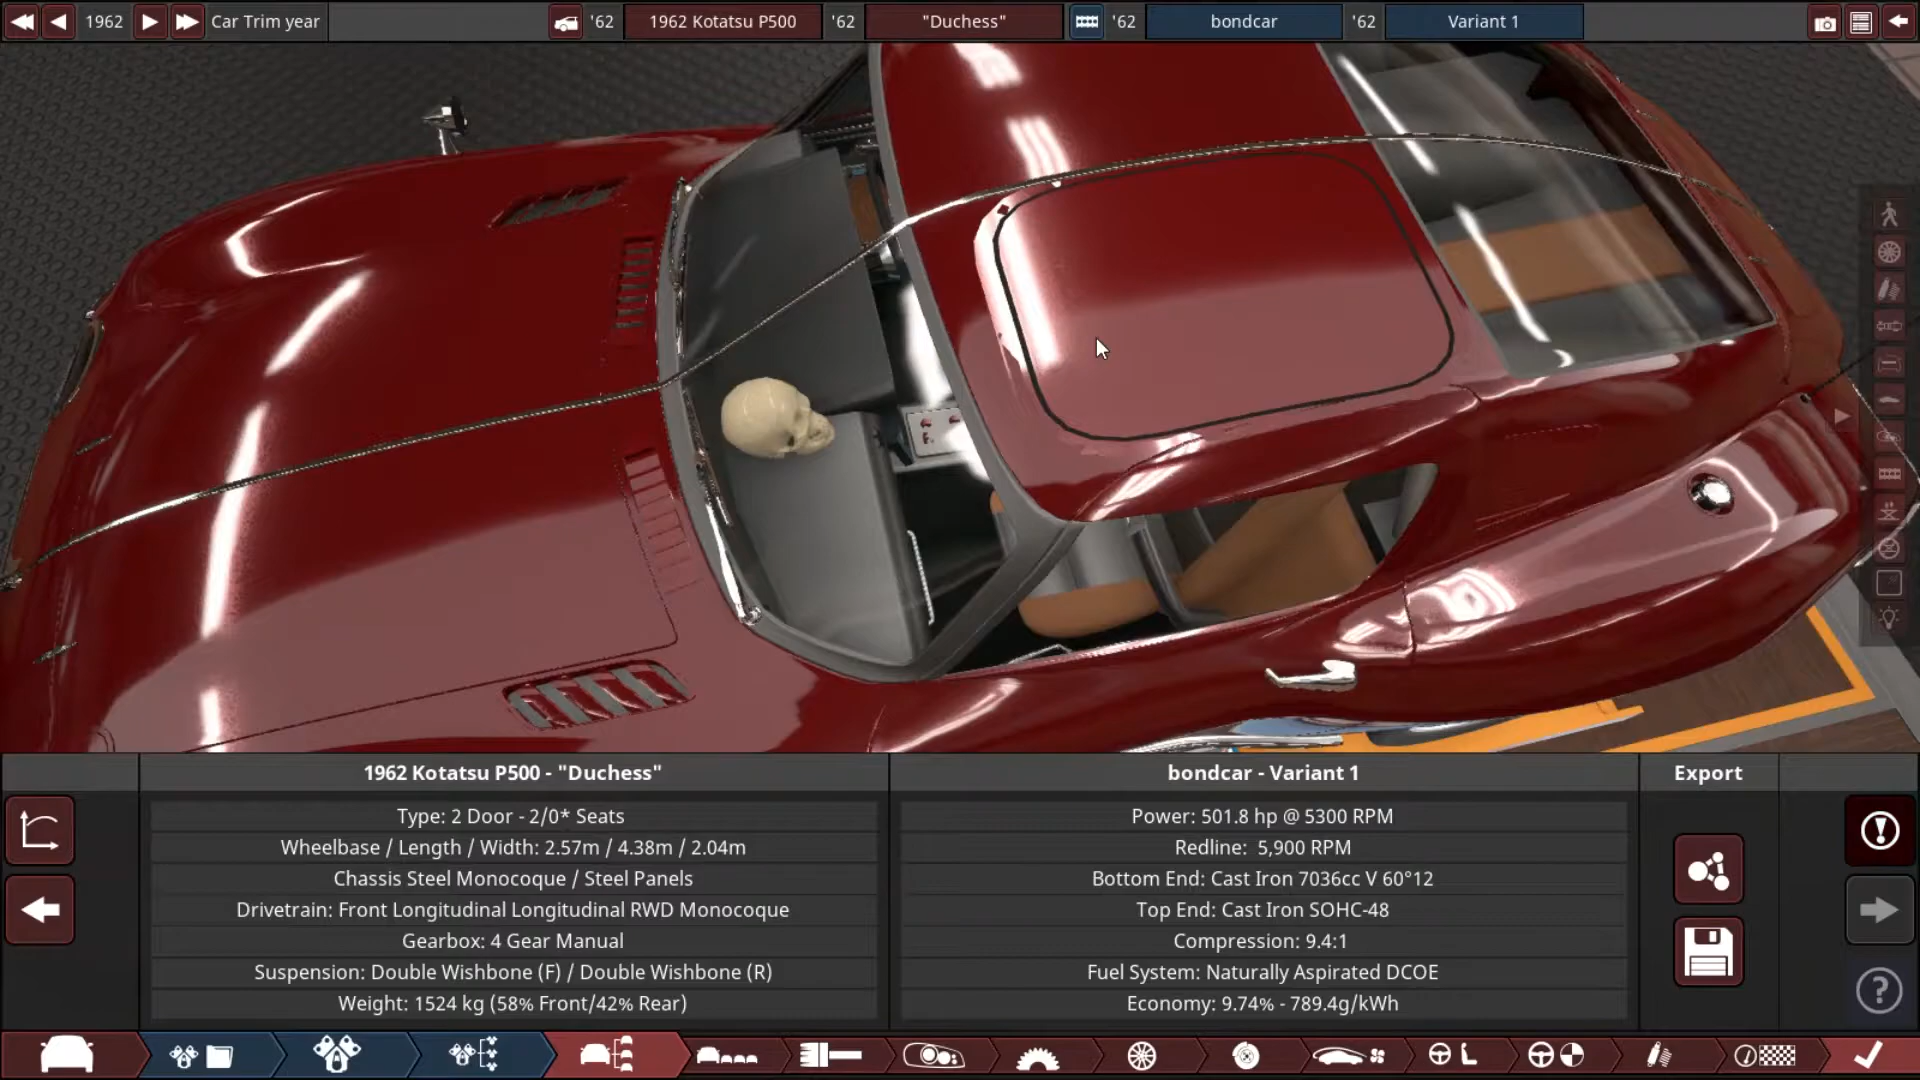 1962 Car Trim year '62 1962 Kotatsu P500 '62 "Duchess" '62 bondcar '62 Variant 1
1962 Kotatsu P500 - "Duchess"
Type: 2 Door - 2/0* Seats
Wheelbase / Length / Width: 2.57m / 4.38m / 2.04m
Chassis Steel Monocoque / Steel Panels
Drivetrain: Front Longitudinal Longitudinal RWD Monocoque
Gearbox: 4 Gear Manual
Suspension: Double Wishbone (F) / Double Wishbone (R)
Weight: 1524 kg (58% Front/42% Rear)
bondcar - Variant 1
Power: 501.8 hp @ 5300 RPM
Redline: 5,900 RPM
Bottom End: Cast Iron 7036cc V 60°12
Top End: Cast Iron SOHC-48
Compression: 9.4:1
Fuel System: Naturally Aspirated DCOE
Economy: 9.74% - 789.4g/kWh
Export